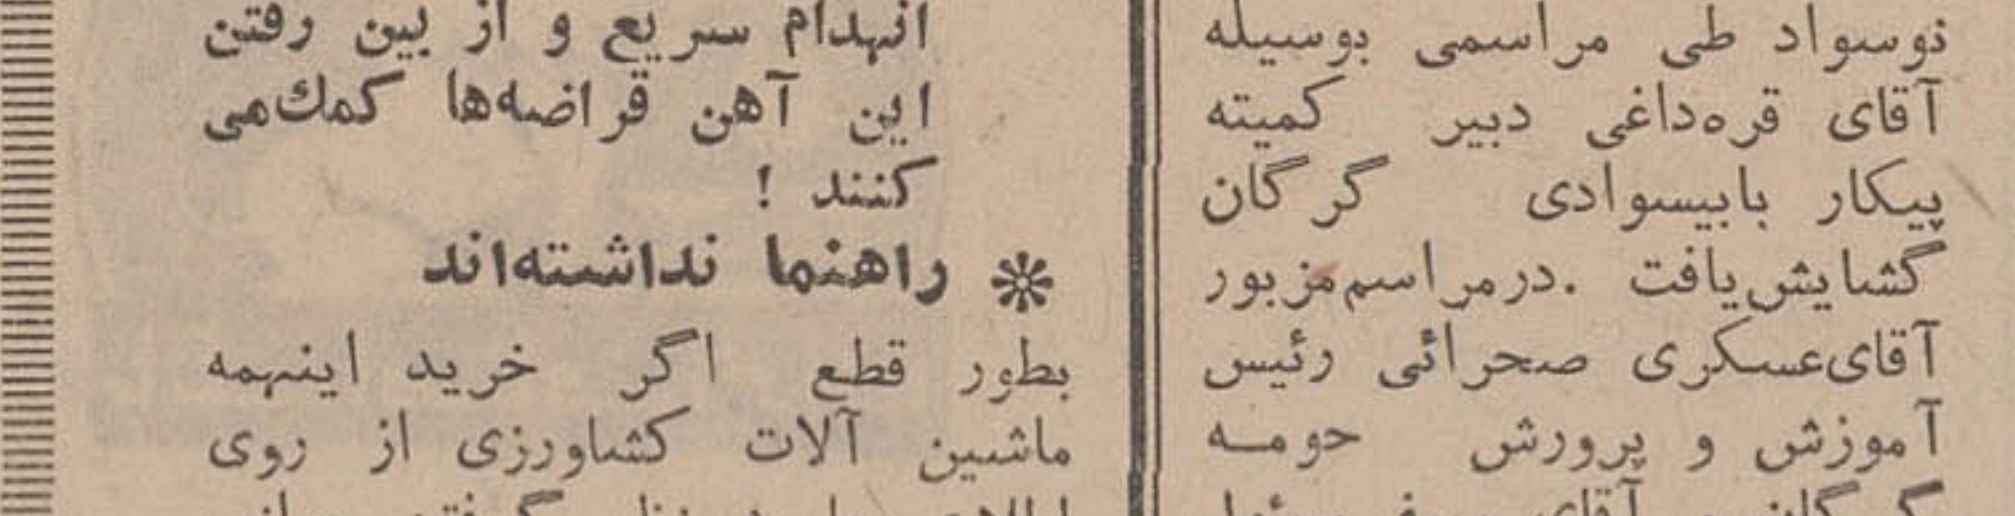 نوسواد طی مراسمی بوسیله
آقای قره‌داغی دبیر کمیته
پیکار بابیسوادی گرگان
گشایش‌یافت .درمراسم‌مزبور
آقای‌عسکری صحرائی رئیس
آموزش و پرورش حومـه
انهدام سریع و از بین رفتن
این آهن قراضه‌ها کمك‌می
کنند !
❊ راهنما نداشته‌اند
بطور قطع اگر خرید اینهمه
ماشین آلات کشاورزی از روی